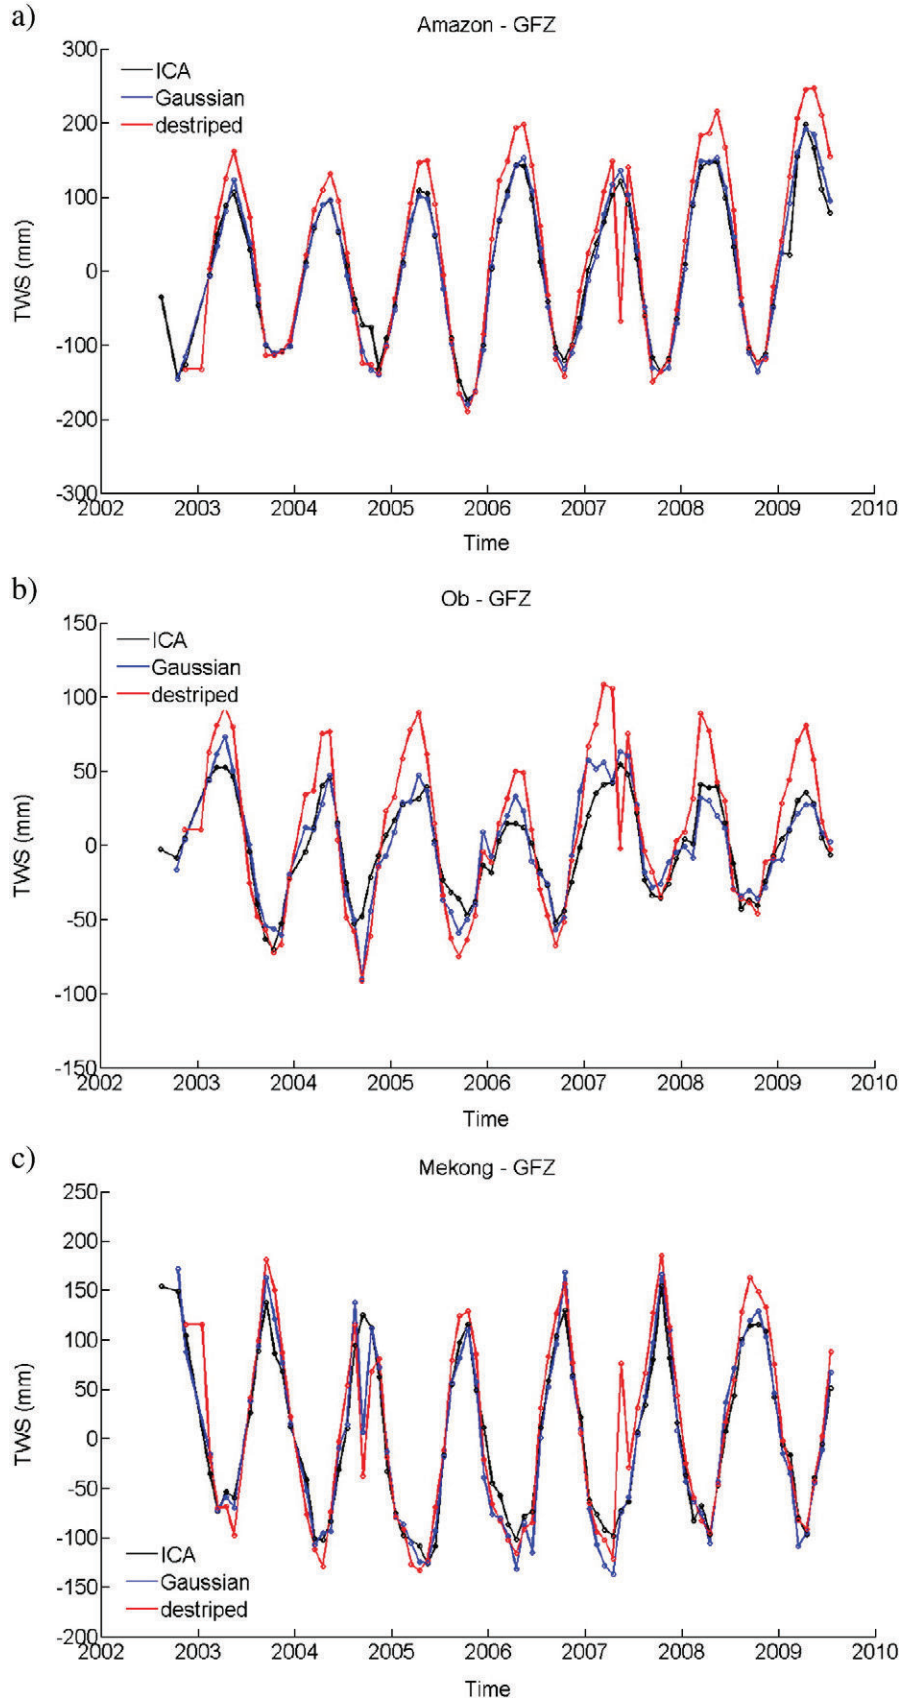 a)
Amazon - GFZ
ICA
Gaussian
destriped
TWS (mm)
300
200
100
0
-100
-200
-300
2002 2003 2004 2005 2006 2007 2008 2009 2010
Time
b)
Ob - GFZ
ICA
Gaussian
destriped
TWS (mm)
150
100
50
0
-50
-100
-150
2002 2003 2004 2005 2006 2007 2008 2009 2010
Time
c)
Mekong - GFZ
TWS (mm)
250
200
150
100
50
0
-50
-100
-150
-200
ICA
Gaussian
destriped
2002 2003 2004 2005 2006 2007 2008 2009 2010
Time